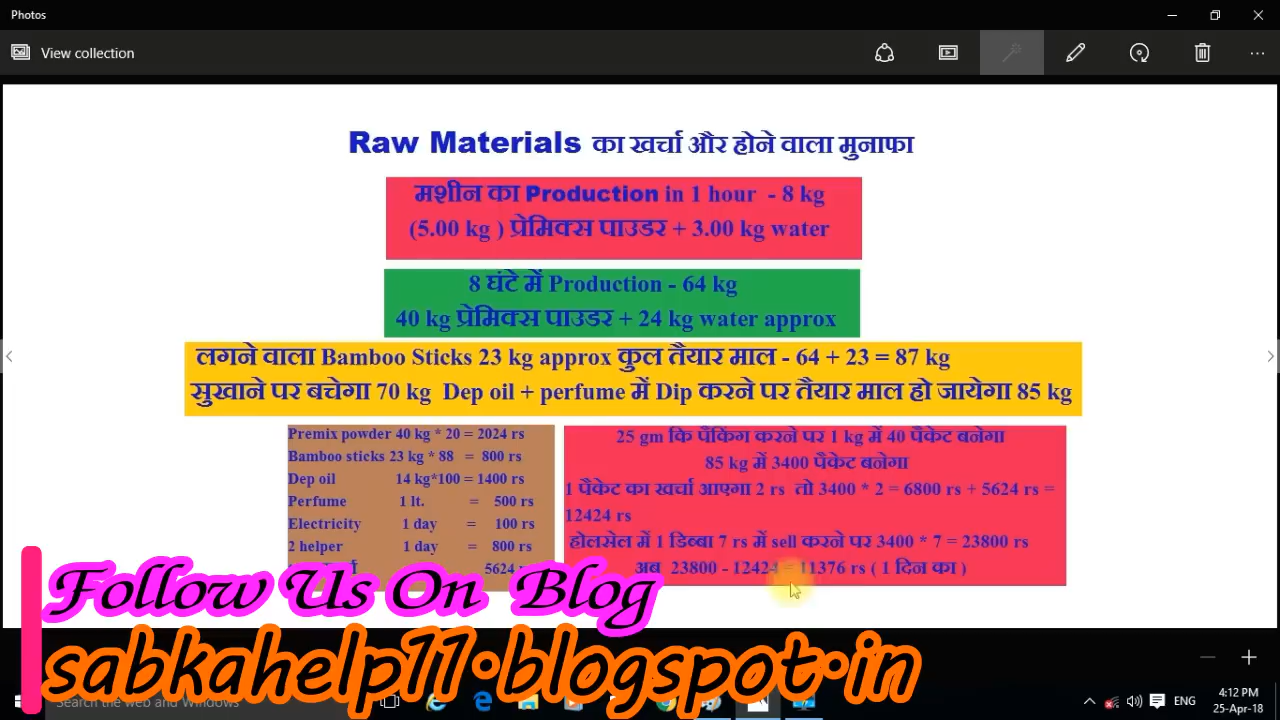 Photos
View collection
Raw Materials का खर्चा और होने वाला मुनाफा
मशीन का Production in 1 hour - 8 kg
(5.00 kg ) प्रेमिक्स पाउडर + 3.00 kg water
8 घंटे में Production - 64 kg
40 kg प्रेमिक्स पाउडर + 24 kg water approx
लगने वाला Bamboo Sticks 23 kg approx कुल तैयार माल - 64 + 23 = 87 kg
सुखाने पर बचेगा 70 kg Dep oil + perfume में Dip करने पर तैयार माल हो जायेगा 85 kg
Premix powder 40 kg * 20 = 2024 rs
Bamboo sticks 23 kg * 88 = 800 rs
Dep oil 14 kg*100 = 1400 rs
Perfume 1 lt. = 500 rs
Electricity 1 day = 100 rs
2 helper 1 day = 800 rs
5624
25 gm कि पैकिंग करने पर 1 kg में 40 पैकेट बनेगा
85 kg में 3400 पैकेट बनेगा
1 पैकेट का खर्चा आएगा 2 rs तो 3400 * 2 = 6800 rs + 5624 rs =
12424 rs
होलसेल में 1 डिब्बा 7 rs में sell करने पर 3400 * 7 = 23800 rs
अब 23800 - 12424 = 11376 rs ( 1 दिन का )
Follow Us On Blog
sabkahelp11.blogspot.in
Search the web and Windows
ENG
4:12 PM
25-Apr-18